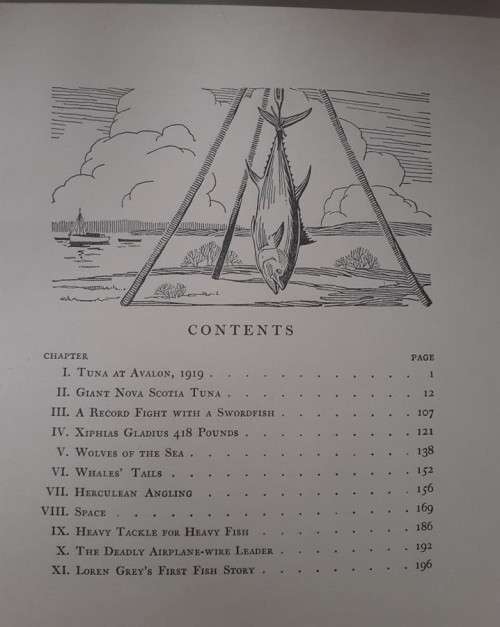 CONTENTS
CHAPTER PAGE
I. Tuna at Avalon, 1919 . . . . . . . . . . . . 1
II. Giant Nova Scotia Tuna . . . . . . . . . . . 12
III. A Record Fight with a Swordfish . . . . . . . . 107
IV. Xiphias Gladius 418 Pounds . . . . . . . . . . 121
V. Wolves of the Sea . . . . . . . . . . . . . 138
VI. Whales' Tails . . . . . . . . . . . . . 152
VII. Herculean Angling . . . . . . . . . . . . 156
VIII. Space . . . . . . . . . . . . . . . . 169
IX. Heavy Tackle for Heavy Fish . . . . . . . . . 186
X. The Deadly Airplane-wire Leader . . . . . . . . 192
XI. Loren Grey's First Fish Story . . . . . . . . . 196